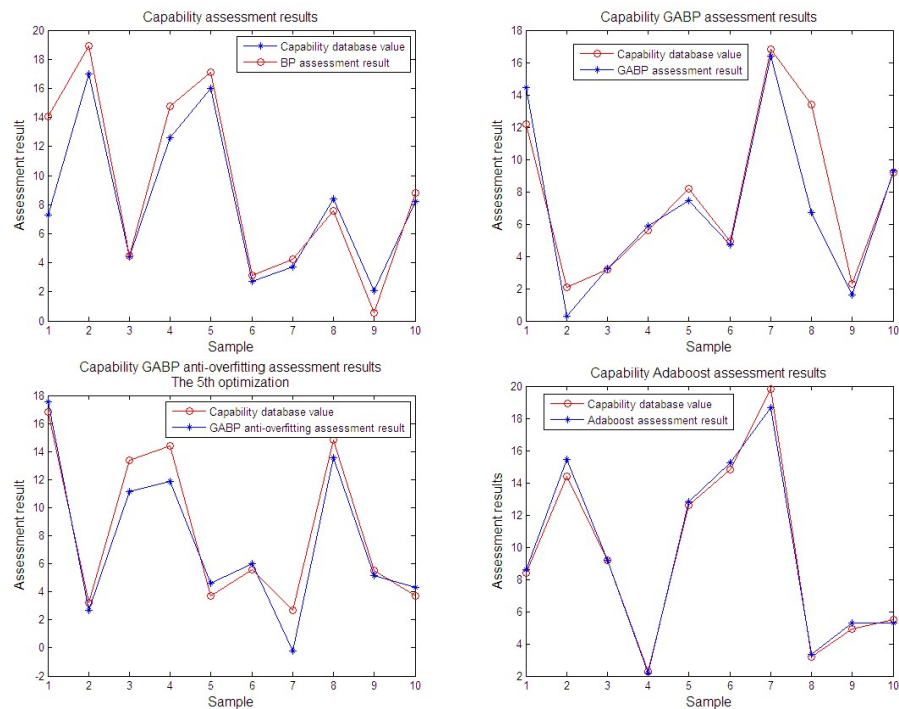 Capability assessment results
20
18
16
14
12
10
8
6
4
2
0
Assessment result
Capability database value
BP assessment result
1 2 3 4 5 6 7 8 9 10
Sample
Capability GABP assessment results
18
16
14
12
10
8
6
4
2
0
Assessment result
Capability database value
GABP assessment result
1 2 3 4 5 6 7 8 9 10
Sample
Capability GABP anti-overfitting assessment results
The 5th optimization
18
16
14
12
10
8
6
4
2
0
-2
Assessment result
Capability database value
GABP anti-overfitting assessment result
1 2 3 4 5 6 7 8 9 10
Sample
Capability Adaboost assessment results
20
18
16
14
12
10
8
6
4
2
Assessment results
Capability database value
Adaboost assessment result
1 2 3 4 5 6 7 8 9 10
Sample